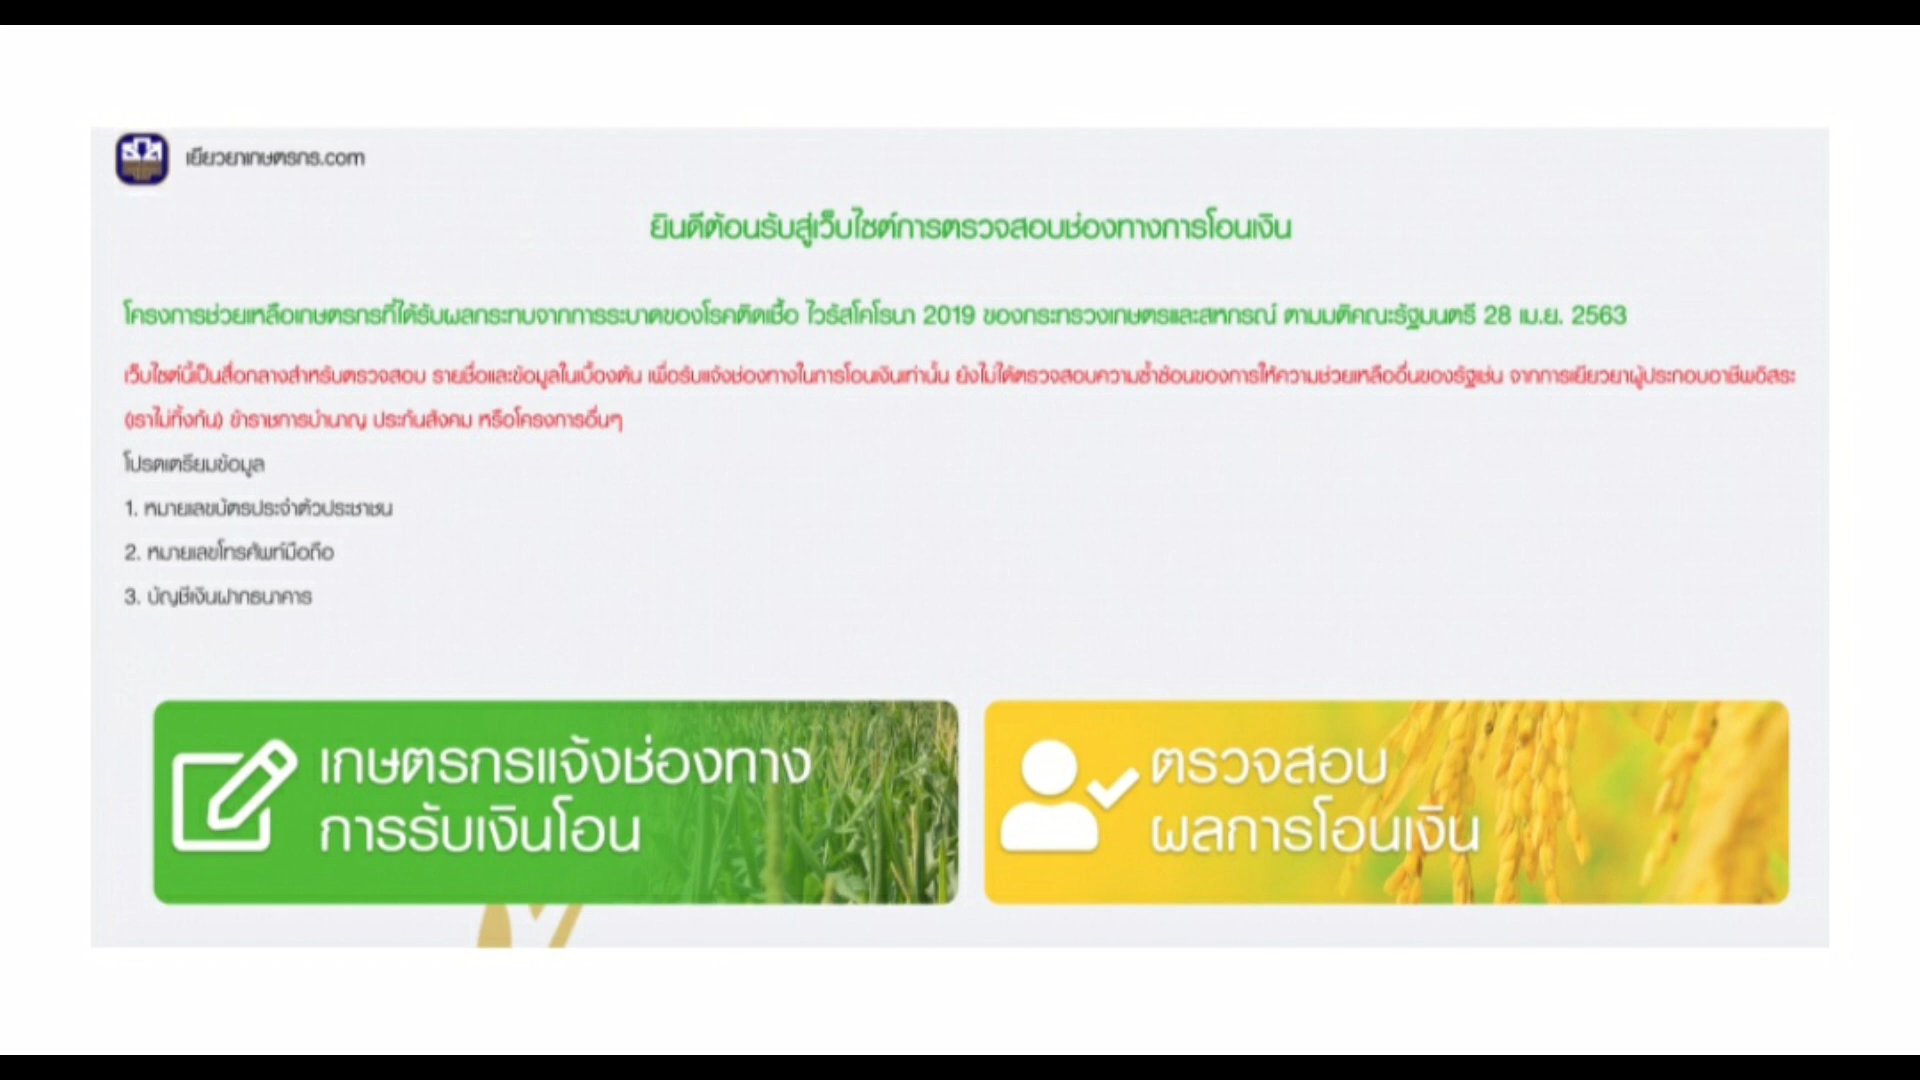 ธกส
เยียวยาเกษตรกร.com
ยินดีต้อนรับสู่เว็บไซต์การตรวจสอบช่องทางการโอนเงิน
โครงการช่วยเหลือเกษตรกรที่ได้รับผลกระทบจากการระบาดของโรคติดเชื้อ ไวรัสโคโรนา 2019 ของกระทรวงเกษตรและสหกรณ์ ตามมติคณะรัฐมนตรี 28 เม.ย. 2563
เว็บไซต์นี้เป็นสื่อกลางสำหรับตรวจสอบ รายชื่อและข้อมูลในเบื้องต้น เพื่อรับแจ้งช่องทางในการโอนเงินเท่านั้น ยังไม่ได้ตรวจสอบความซ้ำซ้อนของการให้ความช่วยเหลืออื่นของรัฐเช่น จากการเยียวยาผู้ประกอบอาชีพอิสระ
(เราไม่ทิ้งกัน) ข้าราชการบำนาญ ประกันสังคม หรือโครงการอื่นๆ
โปรดเตรียมข้อมูล
1. หมายเลขบัตรประจำตัวประชาชน
2. หมายเลขโทรศัพท์มือถือ
3. บัญชีเงินฝากธนาคาร
เกษตรกรแจ้งช่องทาง
การรับเงินโอน
ตรวจสอบ
ผลการโอนเงิน